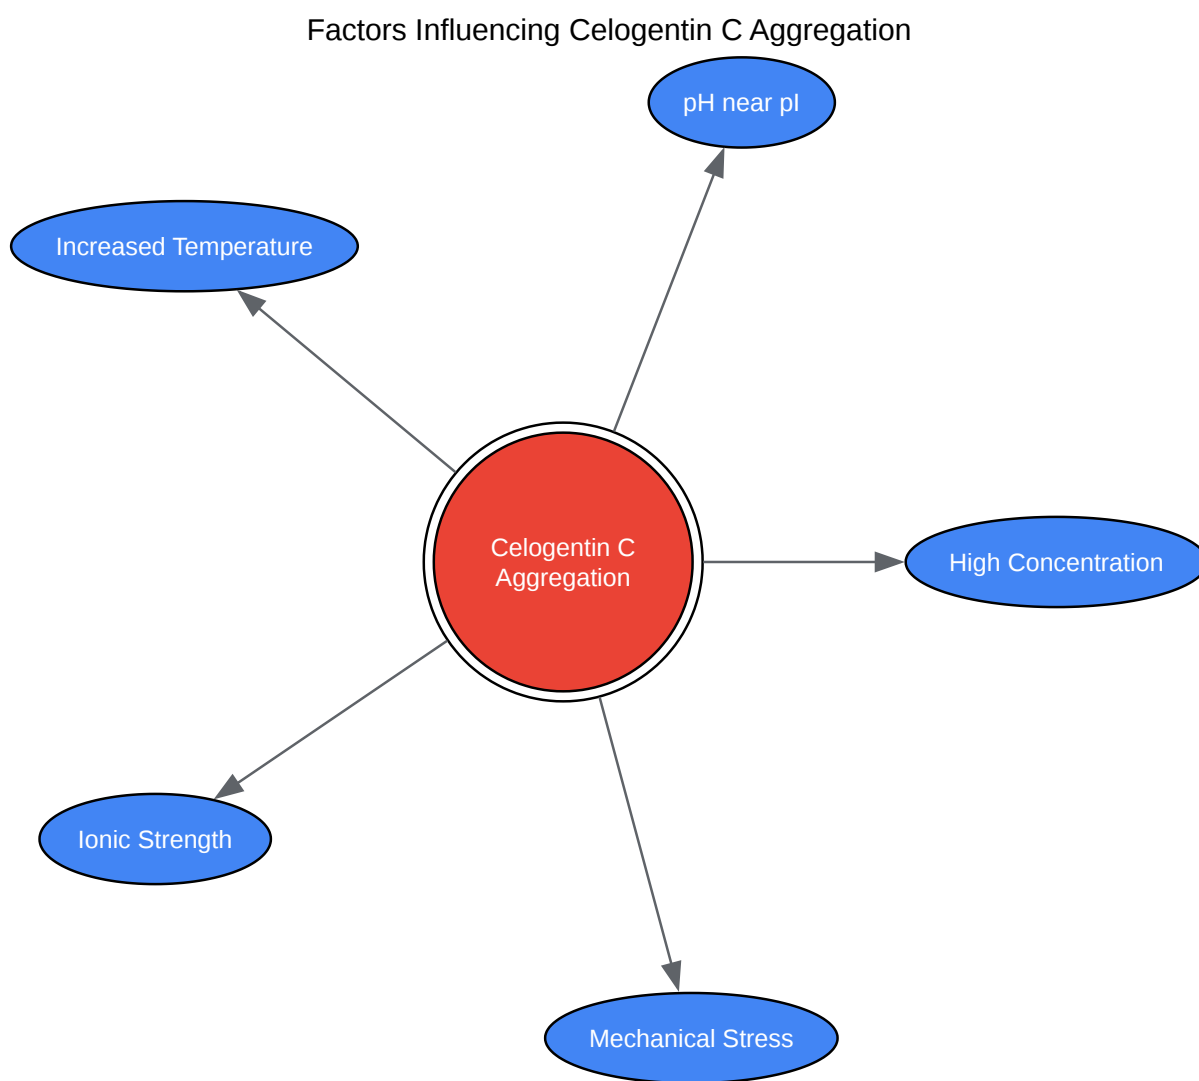 Factors Influencing Celogentin C Aggregation
pH near pI
Increased Temperature
Celogentin C
Aggregation
High Concentration
Ionic Strength
Mechanical Stress